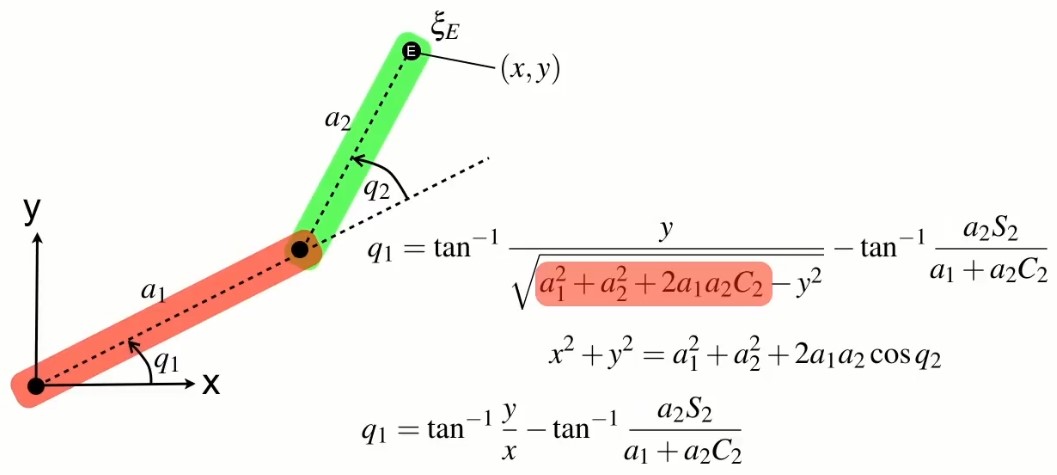 ξ_E
E
(x, y)
a_2
q_2
y
a_1
q_1
x
q_1 = tan^{-1} \frac{y}{\sqrt{a_1^2 + a_2^2 + 2a_1a_2C_2 - y^2}} - tan^{-1} \frac{a_2S_2}{a_1 + a_2C_2}
x^2 + y^2 = a_1^2 + a_2^2 + 2a_1a_2 cos q_2
q_1 = tan^{-1} \frac{y}{x} - tan^{-1} \frac{a_2S_2}{a_1 + a_2C_2}